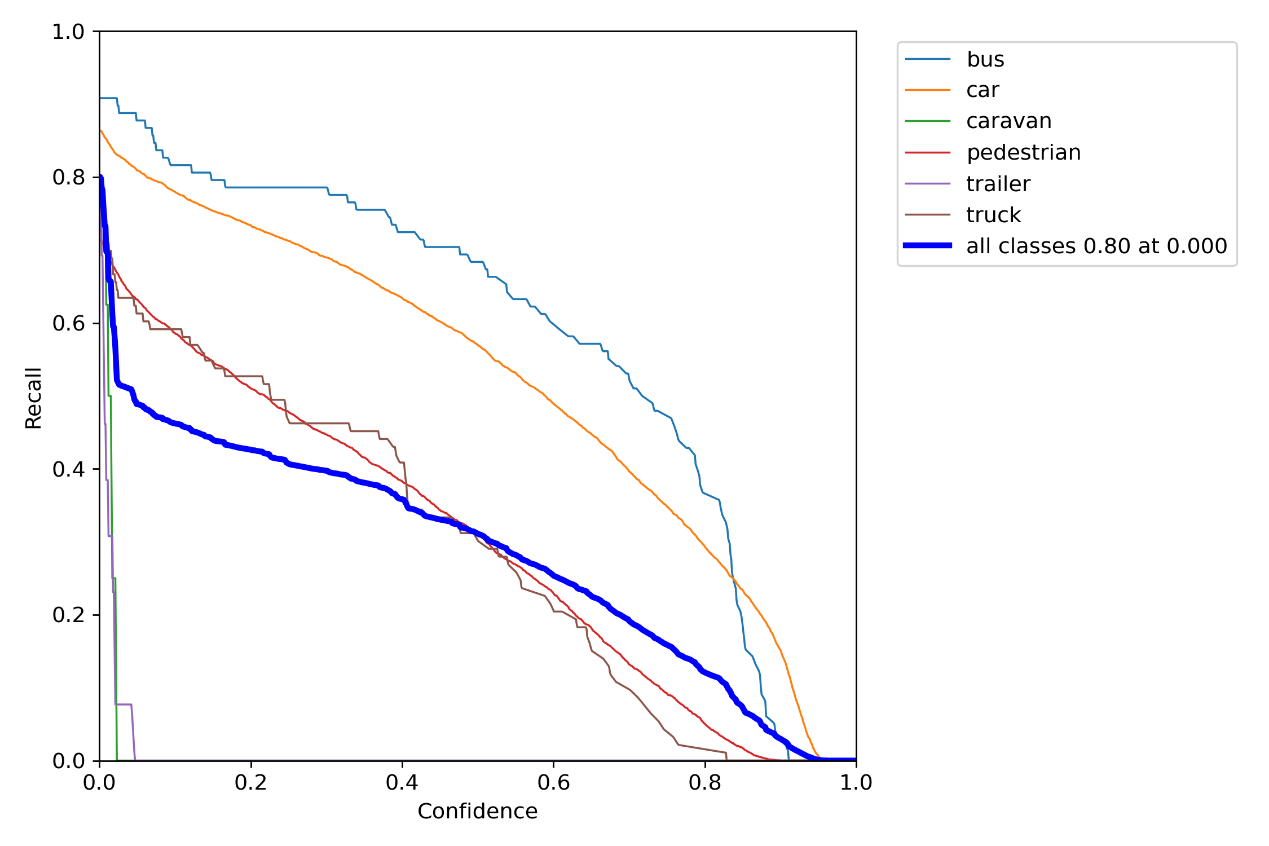 1.0
0.8
0.6
0.4
0.2
0.0
Recall
0.0 0.2 0.4 0.6 0.8 1.0
Confidence
bus
car
caravan
pedestrian
trailer
truck
all classes 0.80 at 0.000